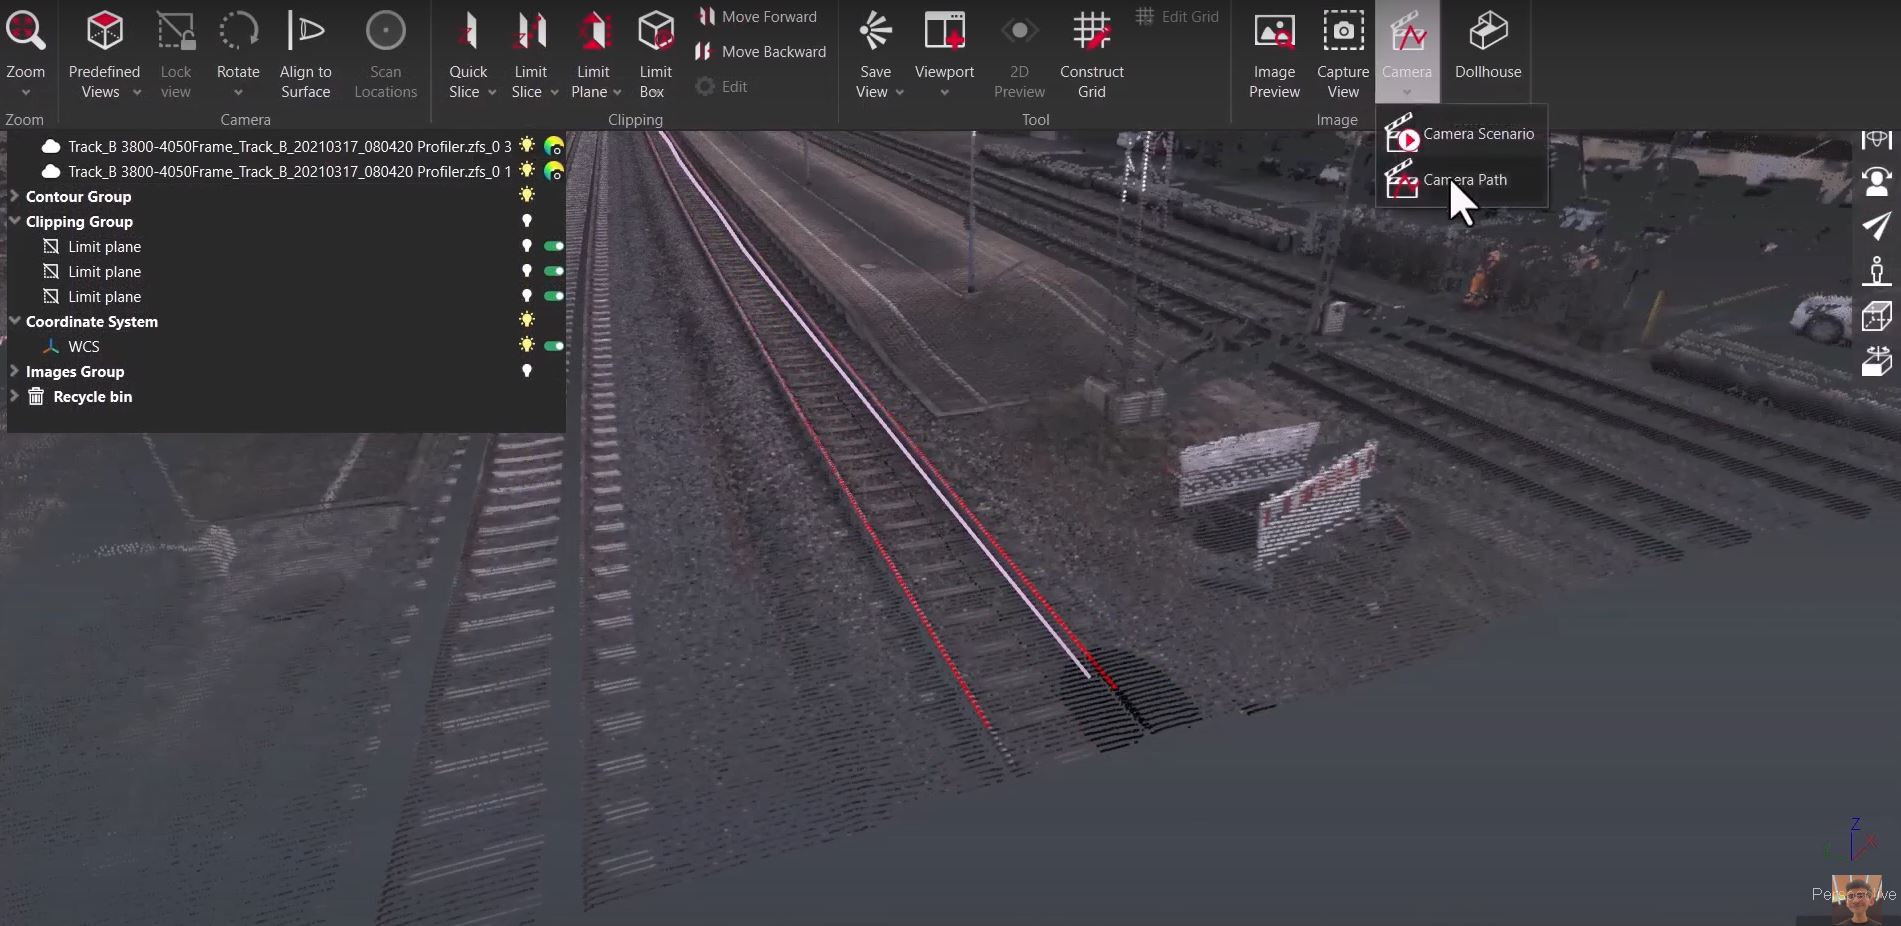 Zoom
Predefined Views
Lock view
Rotate
Align to Surface
Scan Locations
Quick Slice
Limit Slice
Limit Plane
Limit Box
Move Forward
Move Backward
Edit
Save View
Viewport
2D Preview
Construct Grid
Edit Grid
Image Preview
Capture View
Camera
Dollhouse
Zoom
Camera
Clipping
Tool
Image
Camera Scenario
Camera Path
Track_B 3800-4050Frame_Track_B_20210317_080420 Profiler.zfs_0 3
Track_B 3800-4050Frame_Track_B_20210317_080420 Profiler.zfs_0 1
Contour Group
Clipping Group
Limit plane
Limit plane
Limit plane
Coordinate System
WCS
Images Group
Recycle bin
Z
X
Perspective